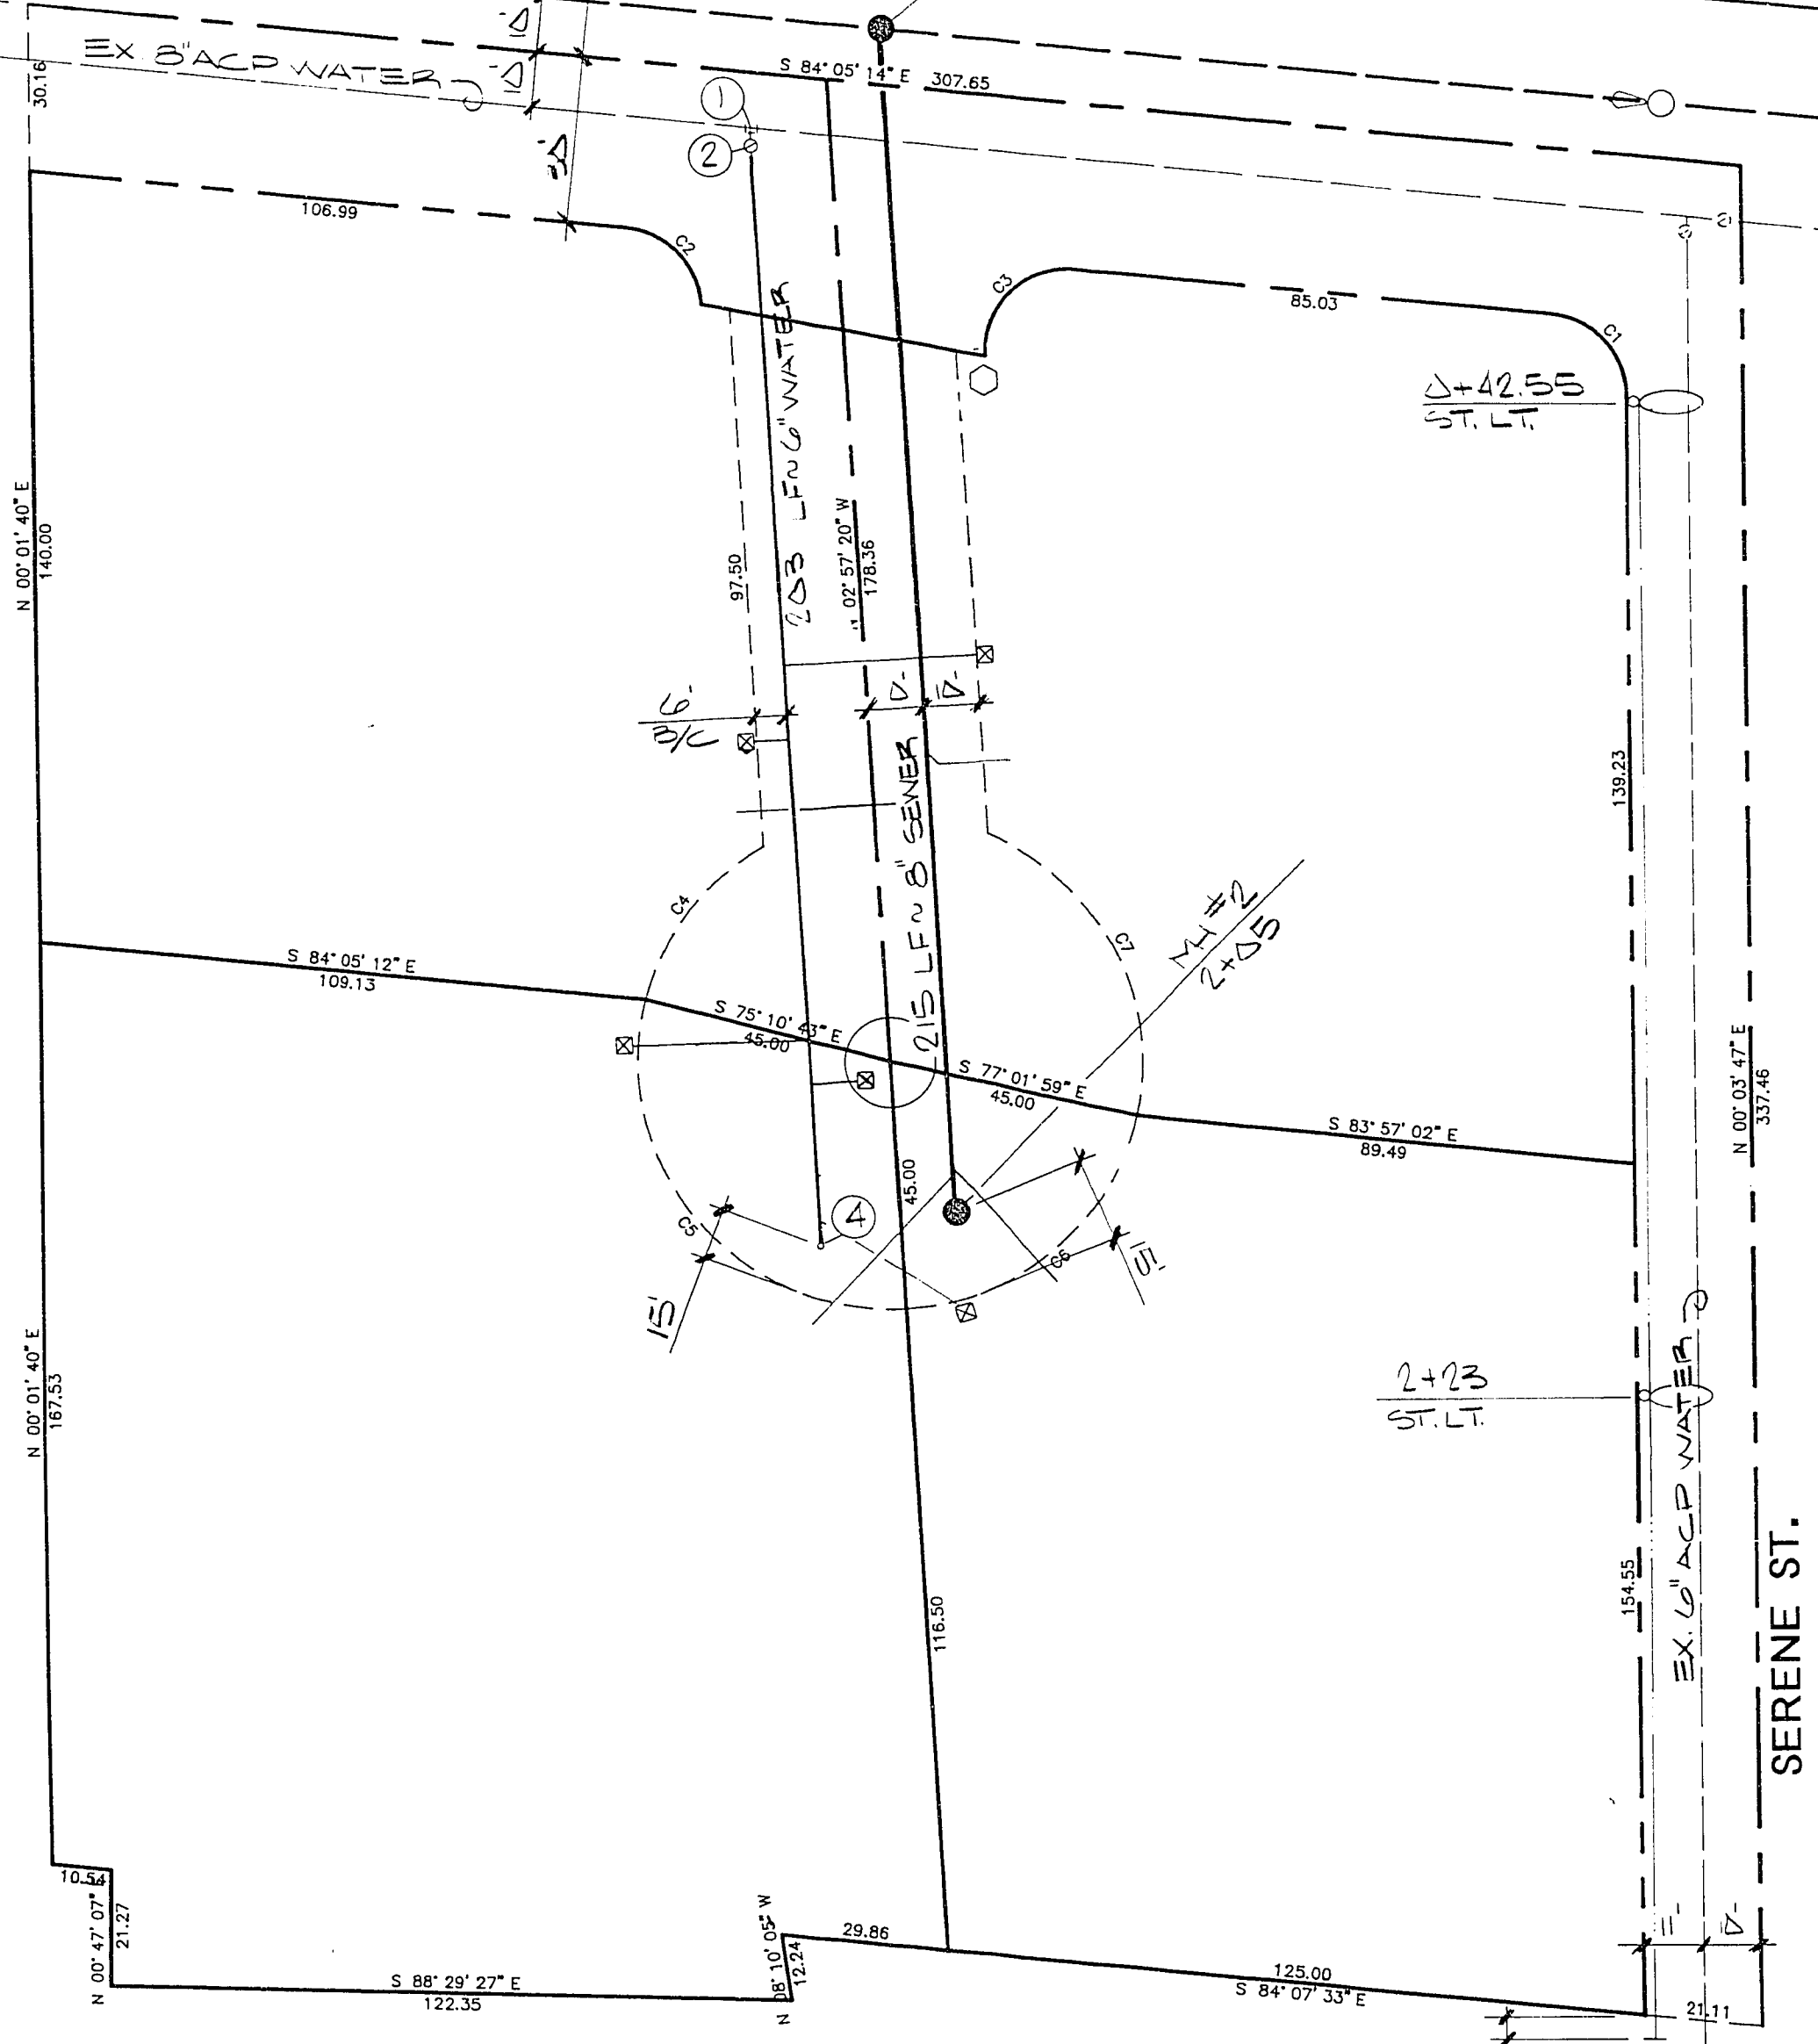 EX. 8" ACP WATER
30.16
S 84° 05' 14" E 307.65
1
2
106.99
C2
C3
85.03
C1
Δ+42.55
ST. LT.
N 00° 01' 40" E
140.00
203 LF~6" WATER
97.50
02° 57' 20" W
178.36
6'
B/C
10'
139.23
215 LF~8" SEWER
C4
C7
MH #2
2+Δ5
S 84° 05' 12" E
109.13
S 75° 10' 43" E
45.00
S 77° 01' 59" E
45.00
S 83° 57' 02" E
89.49
N 00° 03' 47" E
337.46
45.00
4
C5
C6
15'
15'
N 00° 01' 40" E
167.53
2+23
ST. LT.
EX. 6" ACP WATER
154.55
116.50
SERENE ST.
10.54
N 00° 47' 07" E
21.27
N 08° 10' 05" W
12.24
29.86
S 88° 29' 27" E
122.35
125.00
S 84° 07' 33" E
11'
21.11